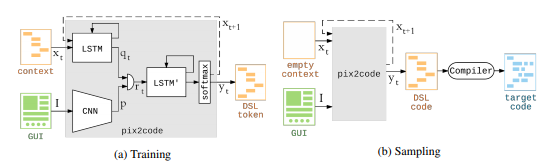 x_{t+1}
LSTM
context
x_t
q_t
r_t
LSTM'
softmax
y_t
DSL
token
GUI
I
CNN
p
pix2code
(a) Training
x_{t+1}
empty
context
x_t
pix2code
y_t
DSL
code
Compiler
target
code
GUI
I
(b) Sampling